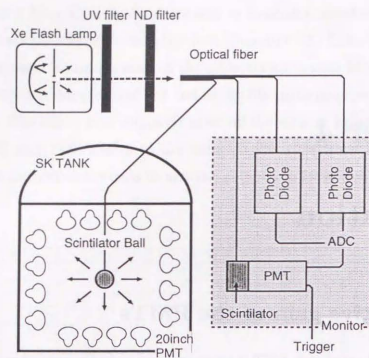 UV filter ND filter
Xe Flash Lamp
Optical fiber
SK TANK
Photo
Diode
Photo
Diode
Scintilator Ball
ADC
PMT
Scintilator
20inch
PMT
Monitor
Trigger